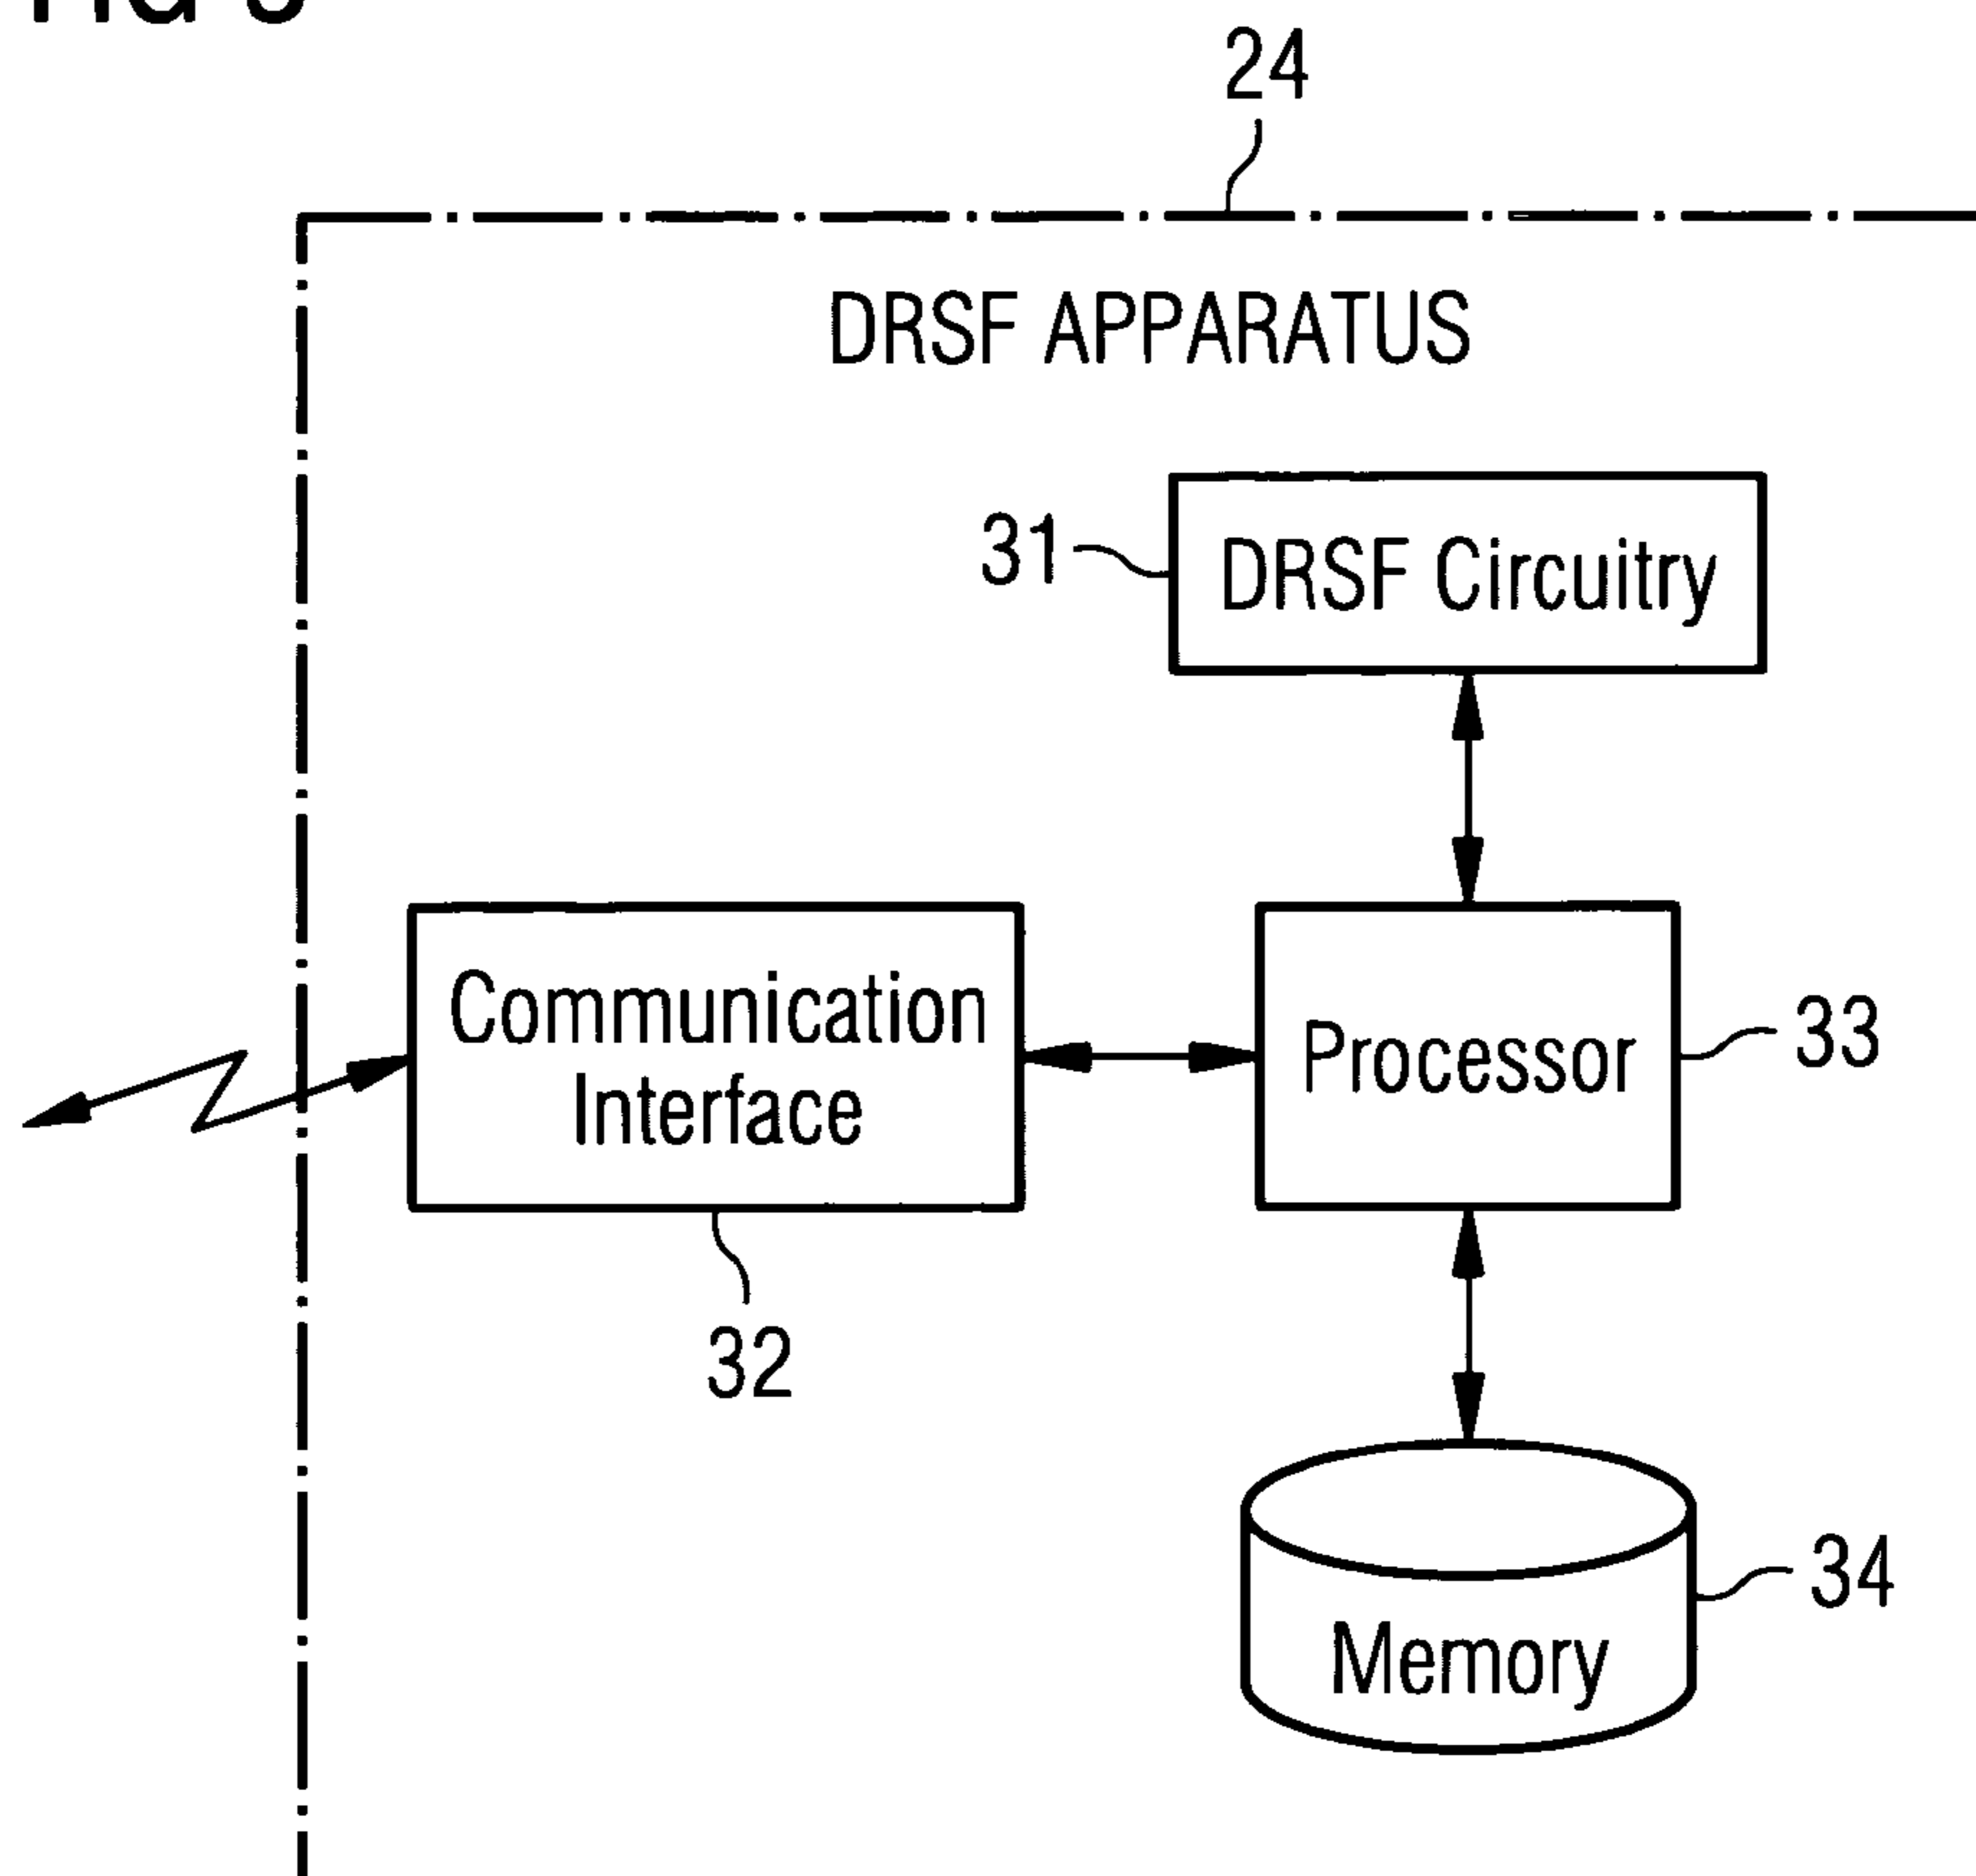 24
DRSF APPARATUS
31
DRSF Circuitry
Communication
Interface
Processor
33
32
34
Memory